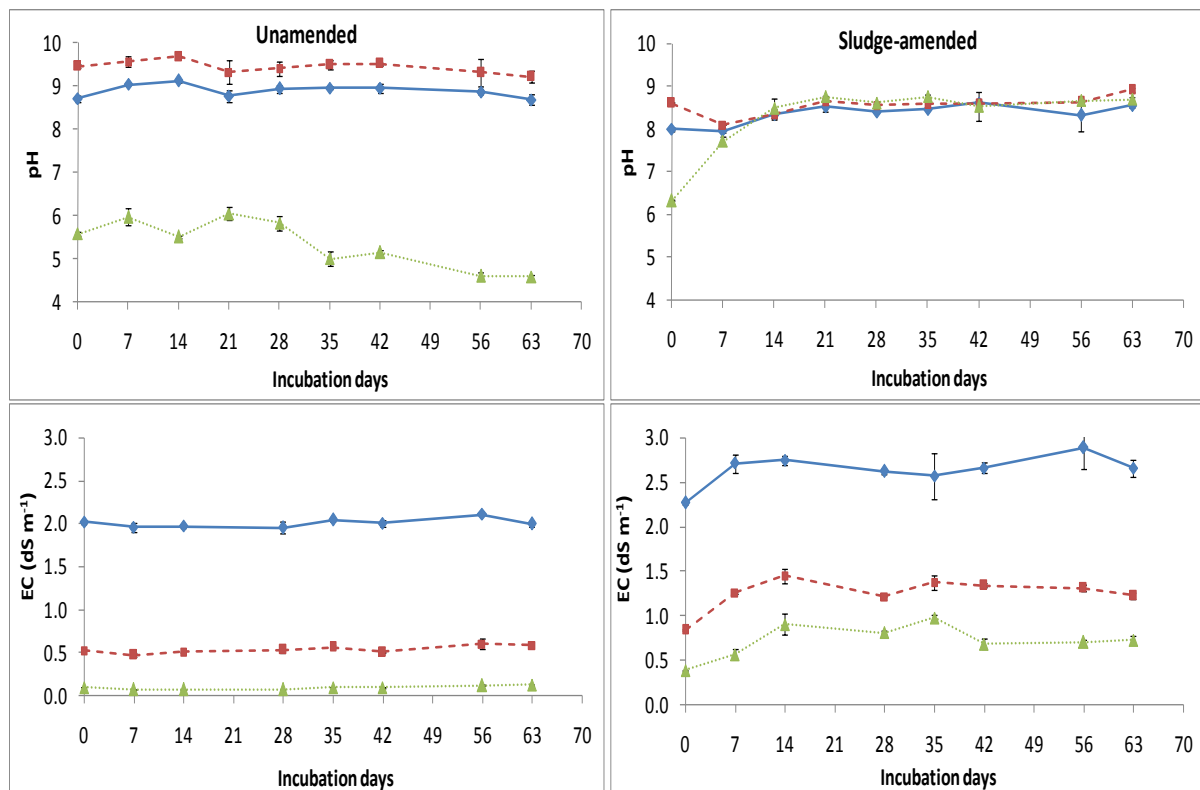 Unamended
10
9
8
7
6
5
4
pH
0 7 14 21 28 35 42 49 56 63 70
Incubation days
Sludge-amended
10
9
8
7
6
5
4
pH
0 7 14 21 28 35 42 49 56 63 70
Incubation days
3.0
2.5
2.0
1.5
1.0
0.5
0.0
EC (dS m⁻¹)
0 7 14 21 28 35 42 49 56 63 70
Incubation days
3.0
2.5
2.0
1.5
1.0
0.5
0.0
EC (dS m⁻¹)
0 7 14 21 28 35 42 56 63 70
Incubation days